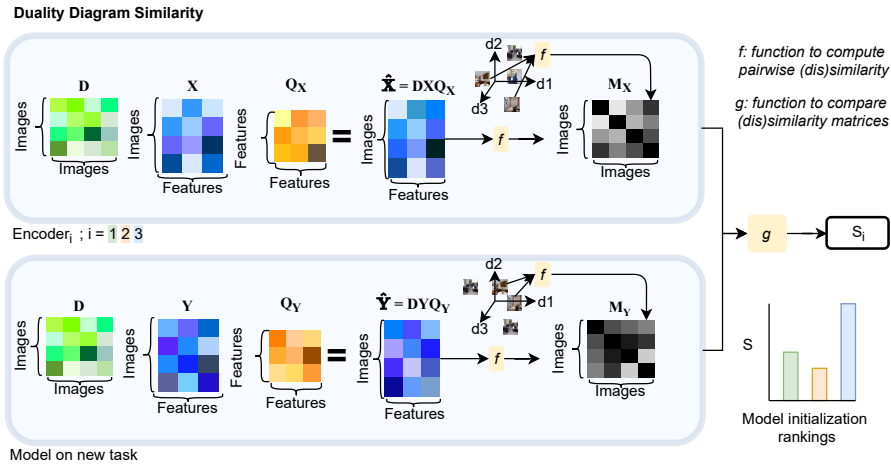 Duality Diagram Similarity
D
X
Q_X
X̂ = DXQ_X
d2
f
d1
d3
M_X
Images
Images
Images
Features
Features
=
Images
Features
f
Images
Images
f: function to compute
pairwise (dis)similarity
g: function to compare
(dis)similarity matrices
Encoder_i ; i = 1 2 3
g
S_i
D
Y
Q_Y
Ŷ = DYQ_Y
d2
f
d1
d3
M_Y
Images
Images
Images
Features
Features
=
Images
Features
f
Images
Images
S
Model initialization
rankings
Model on new task